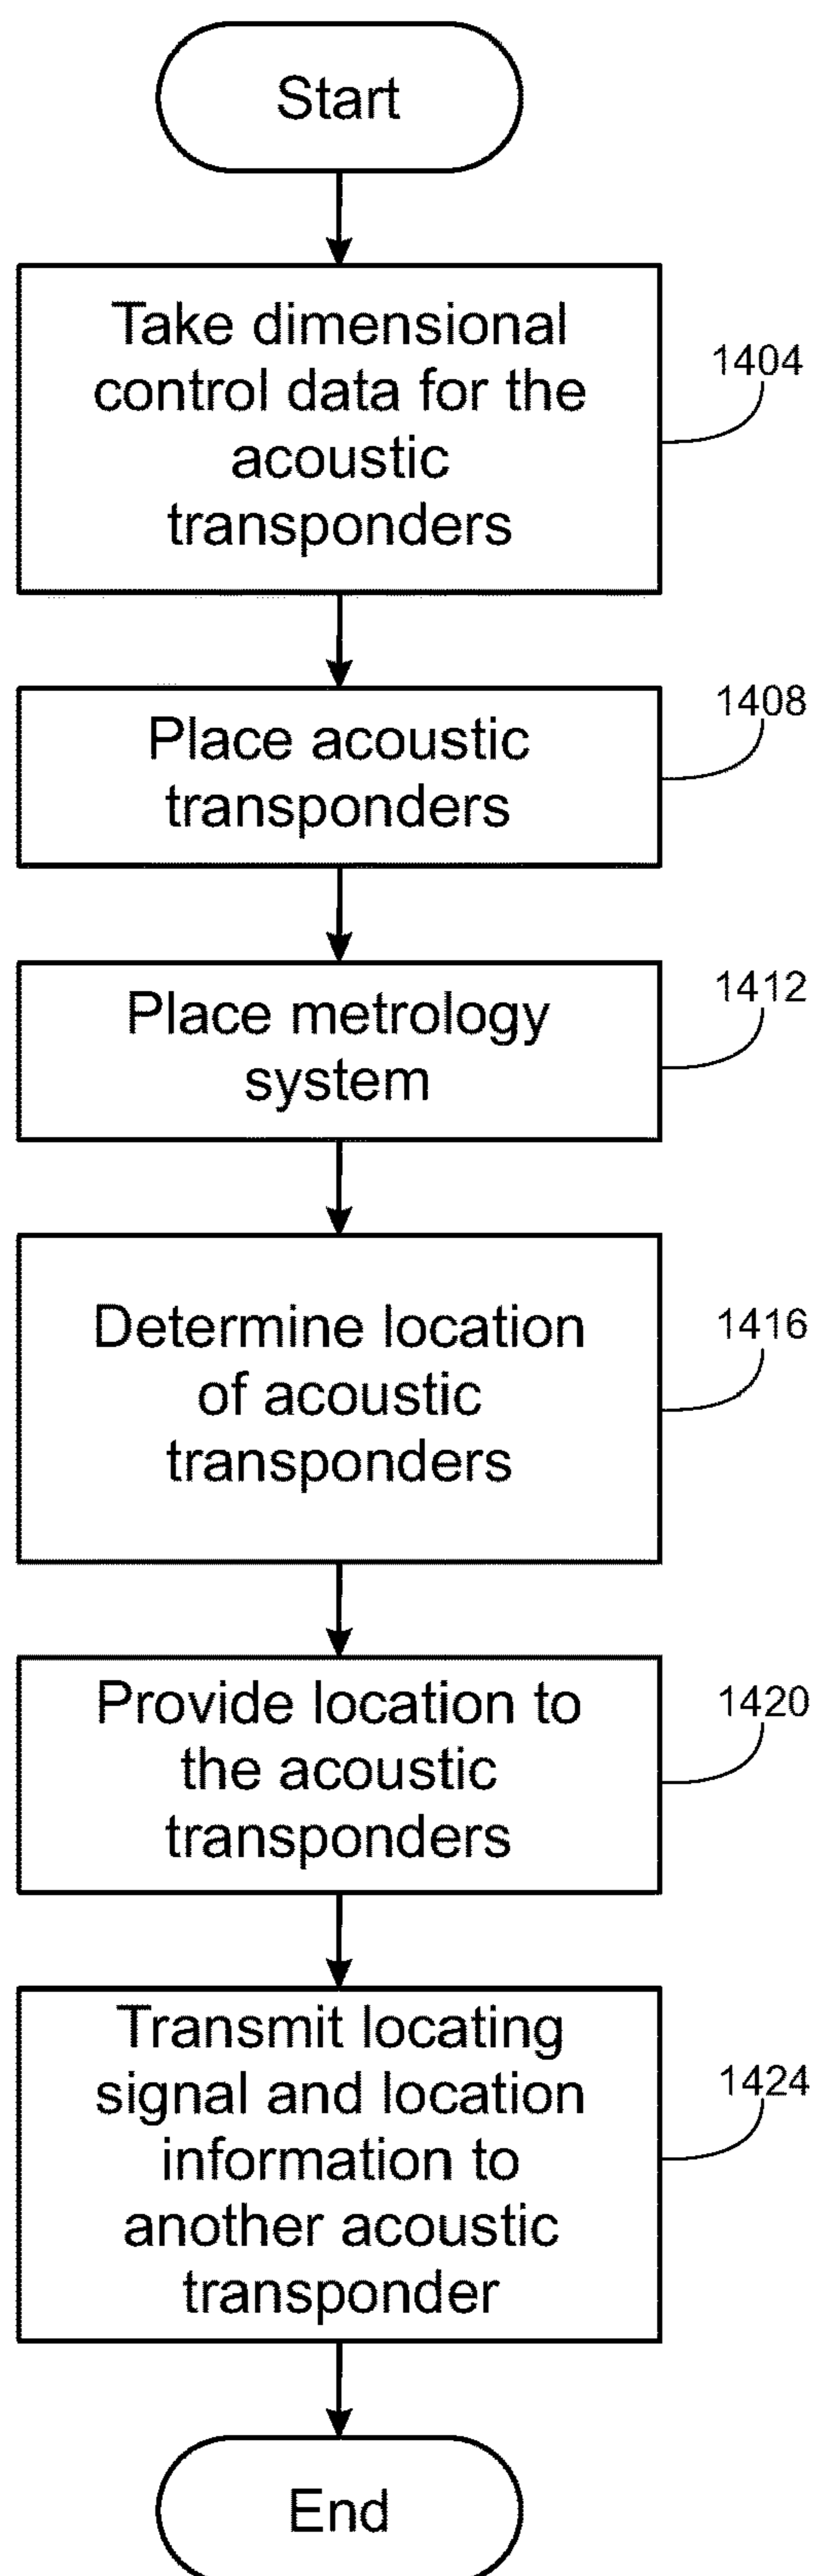 Start
Take dimensional
control data for the
acoustic
transponders
1404
Place acoustic
transponders
1408
Place metrology
system
1412
Determine location
of acoustic
transponders
1416
Provide location to
the acoustic
transponders
1420
Transmit locating
signal and location
information to
another acoustic
transponder
1424
End